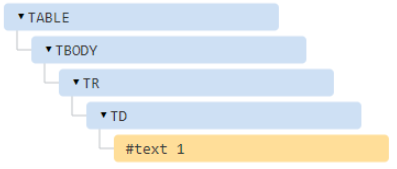 ▾ TABLE
▾ TBODY
▾ TR
▾ TD
#text 1